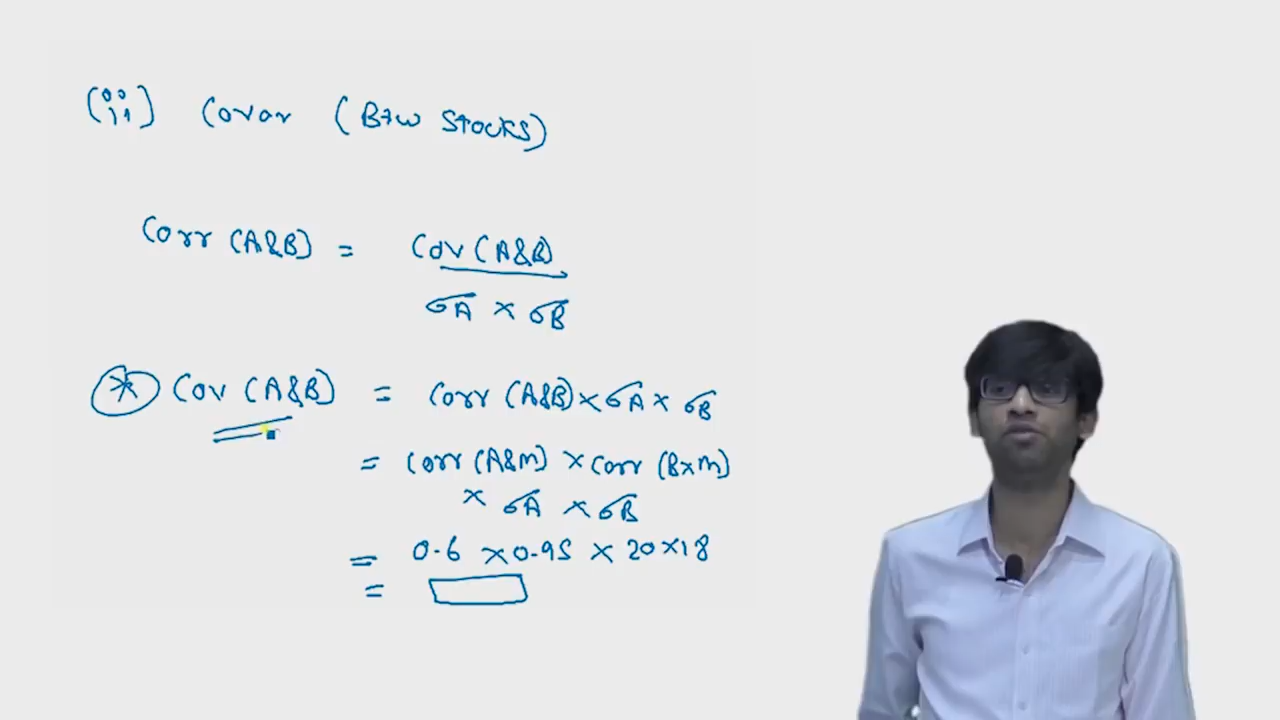 (iii) Covar (B/w Stocks)
Corr (A&B) = Cov (A&B)
σA × σB
* Cov (A&B) = Corr (A&B) × σA × σB
= Corr (A&M) × Corr (B×M)
× σA × σB
= 0.6 × 0.95 × 20 × 18
=